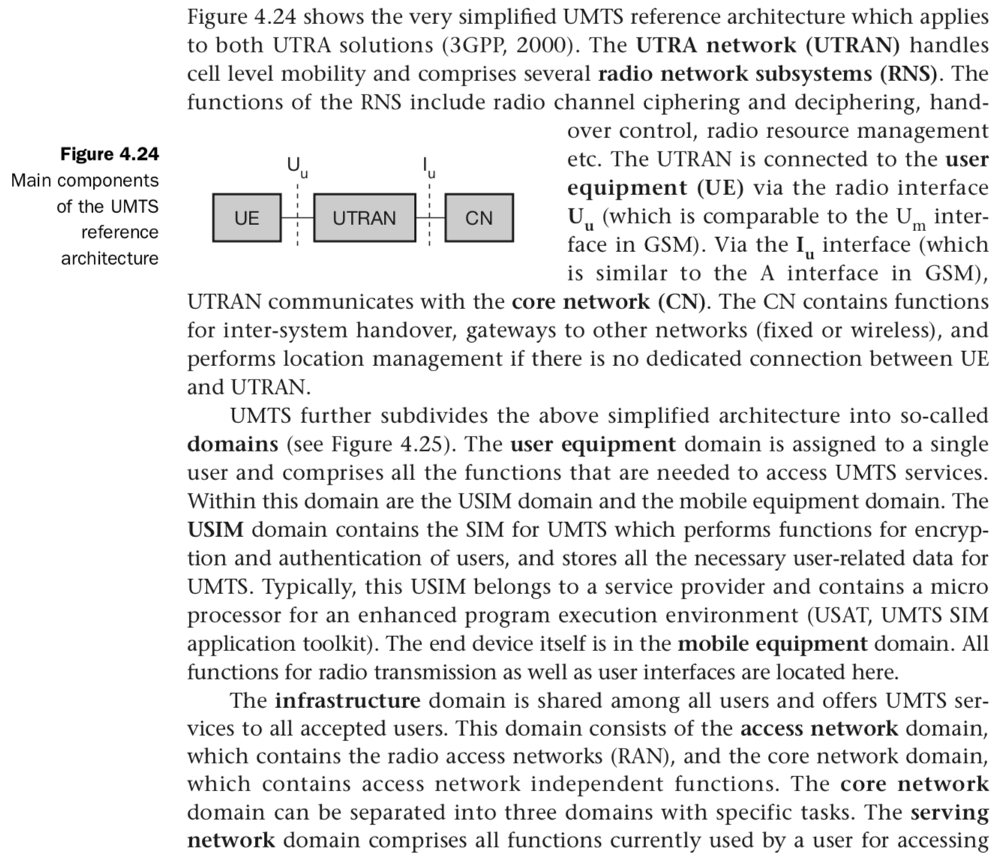 Figure 4.24 shows the very simplified UMTS reference architecture which applies
to both UTRA solutions (3GPP, 2000). The UTRA network (UTRAN) handles
cell level mobility and comprises several radio network subsystems (RNS). The
functions of the RNS include radio channel ciphering and deciphering, hand-
over control, radio resource management
etc. The UTRAN is connected to the user
equipment (UE) via the radio interface
Uu (which is comparable to the Um inter-
face in GSM). Via the Iu interface (which
is similar to the A interface in GSM),
Figure 4.24
Main components
of the UMTS
reference
architecture
Uu Iu
UE UTRAN CN
UTRAN communicates with the core network (CN). The CN contains functions
for inter-system handover, gateways to other networks (fixed or wireless), and
performs location management if there is no dedicated connection between UE
and UTRAN.
UMTS further subdivides the above simplified architecture into so-called
domains (see Figure 4.25). The user equipment domain is assigned to a single
user and comprises all the functions that are needed to access UMTS services.
Within this domain are the USIM domain and the mobile equipment domain. The
USIM domain contains the SIM for UMTS which performs functions for encryp-
tion and authentication of users, and stores all the necessary user-related data for
UMTS. Typically, this USIM belongs to a service provider and contains a micro
processor for an enhanced program execution environment (USAT, UMTS SIM
application toolkit). The end device itself is in the mobile equipment domain. All
functions for radio transmission as well as user interfaces are located here.
The infrastructure domain is shared among all users and offers UMTS ser-
vices to all accepted users. This domain consists of the access network domain,
which contains the radio access networks (RAN), and the core network domain,
which contains access network independent functions. The core network
domain can be separated into three domains with specific tasks. The serving
network domain comprises all functions currently used by a user for accessing